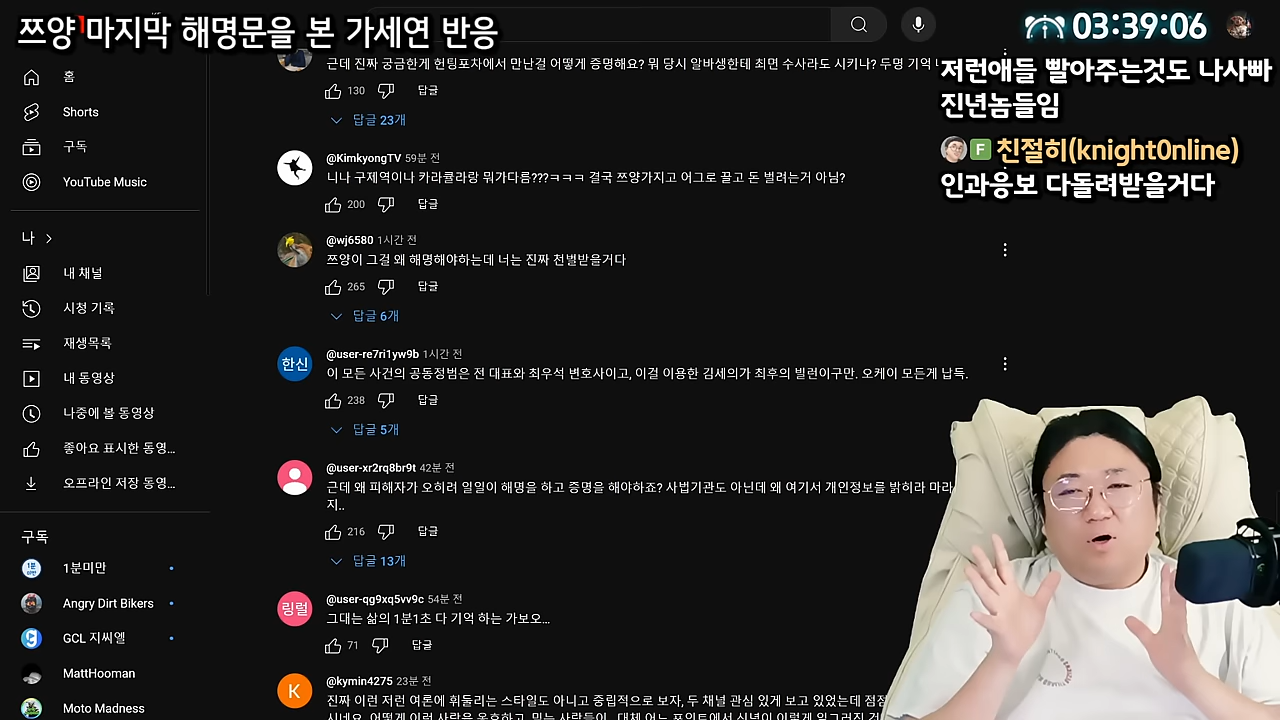 쯔양 마지막 해명문을 본 가세연 반응
03:39:06
저런애들 빨아주는것도 나사빠
진년놈들임
F 친절히(knight0nline)
인과응보 다돌려받을거다
홈
Shorts
구독
YouTube Music
나
내 채널
시청 기록
재생목록
내 동영상
나중에 볼 동영상
좋아요 표시한 동영...
오프라인 저장 동영...
구독
1분미만
Angry Dirt Bikers
GCL 지씨엘
MattHooman
Moto Madness
근데 진짜 궁금한게 헌팅포차에서 만난걸 어떻게 증명해요? 뭐 당시 알바생한테 최면 수사라도 시키나? 두명 기억
130 답글
답글 23개
@KimkyongTV 59분 전
니나 구제역이나 카라큘라랑 뭐가다름???ㅋㅋㅋ 결국 쯔양가지고 어그로 끌고 돈 벌려는거 아님?
200 답글
@wj6580 1시간 전
쯔양이 그걸 왜 해명해야하는데 너는 진짜 천벌받을거다
265 답글
답글 6개
한신
@user-re7ri1yw9b 1시간 전
이 모든 사건의 공동정범은 전 대표와 최우석 변호사이고, 이걸 이용한 김세의가 최후의 빌런이구만. 오케이 모든게 납득.
238 답글
답글 5개
@user-xr2rq8br9t 42분 전
근데 왜 피해자가 오히려 일일이 해명을 하고 증명을 해야하죠? 사법기관도 아닌데 왜 여기서 개인정보를 밝히라 마라
지..
216 답글
답글 13개
링럴
@user-qg9xq5vv9c 54분 전
그대는 삶의 1분1초 다 기억 하는 가보오...
71 답글
K
@kymin4275 23분 전
진짜 이런 저런 여론에 휘둘리는 스타일도 아니고 중립적으로 보자, 두 채널 관심 있게 보고 있었는데 점점